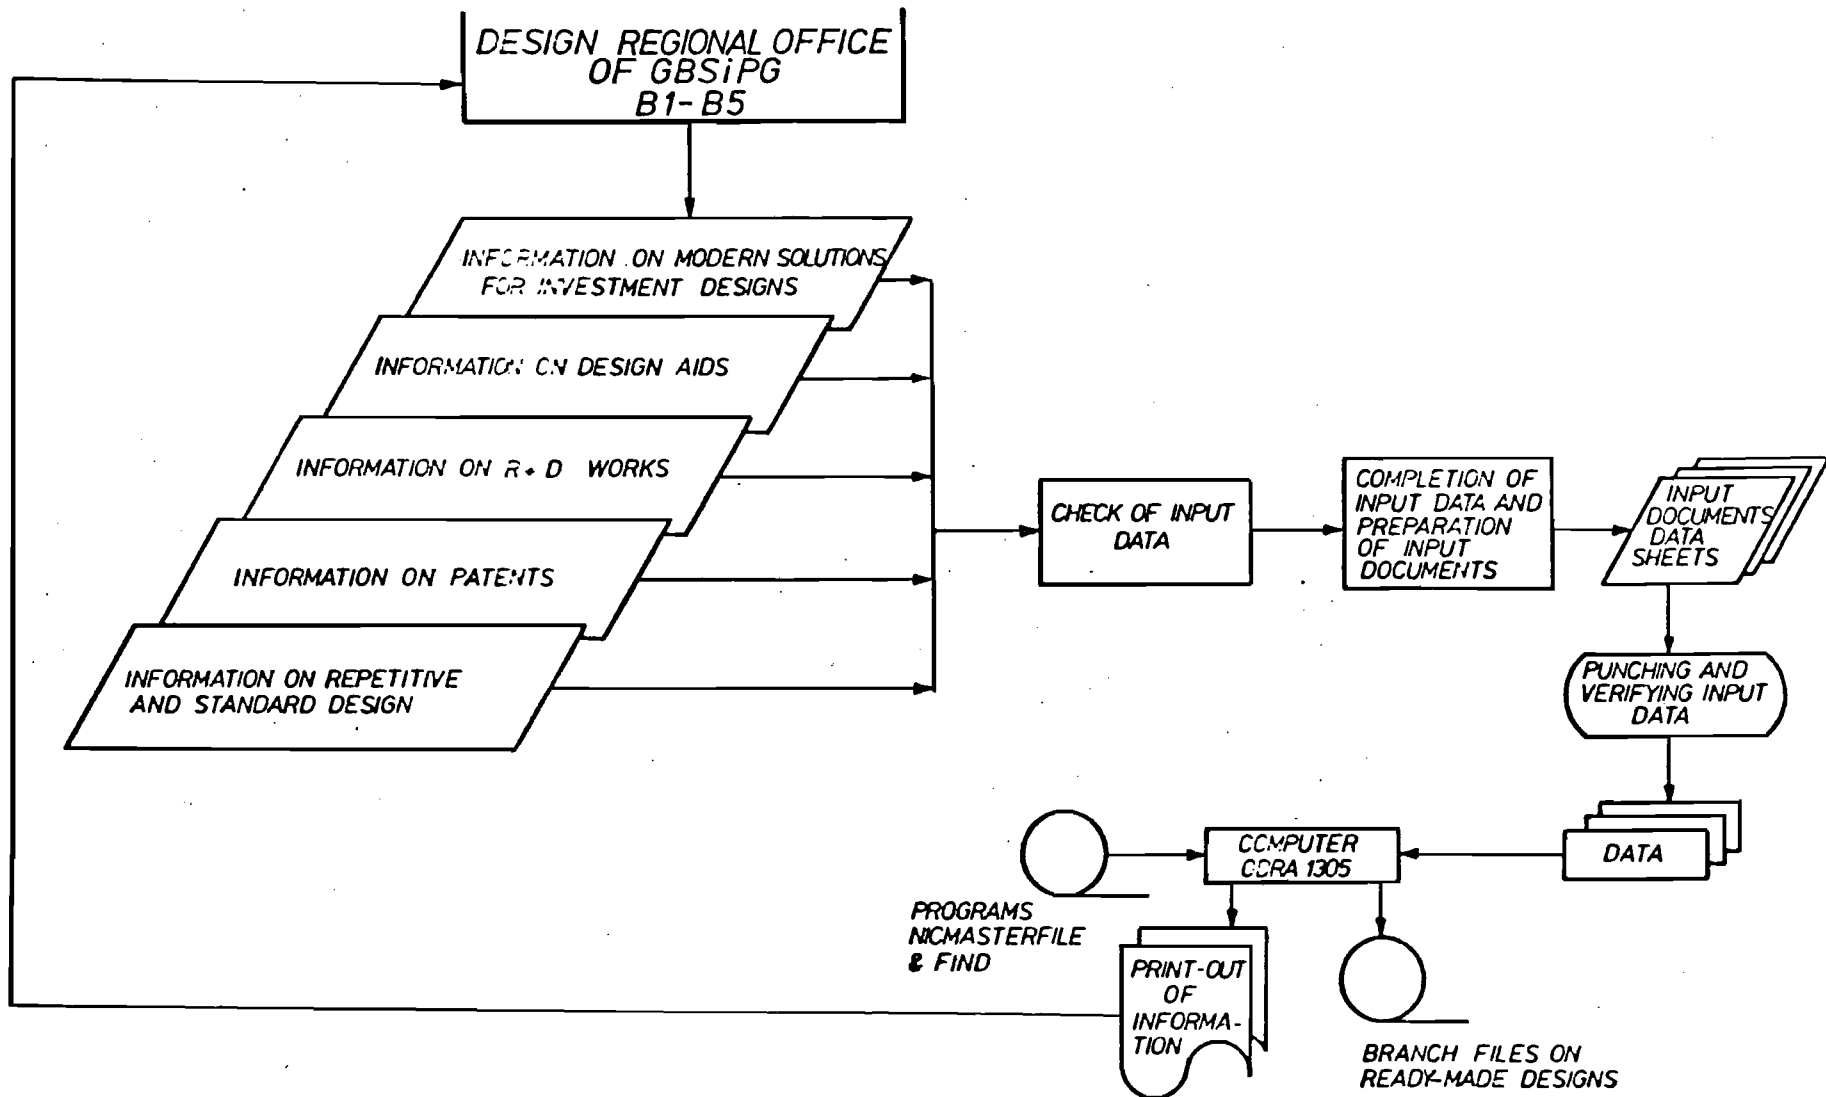 DESIGN REGIONAL OFFICE
OF GBSiPG
B1-B5
INFORMATION ON MODERN SOLUTIONS
FOR INVESTMENT DESIGNS
INFORMATION ON DESIGN AIDS
INFORMATION ON R+D WORKS
INFORMATION ON PATENTS
INFORMATION ON REPETITIVE
AND STANDARD DESIGN
CHECK OF INPUT
DATA
COMPLETION OF
INPUT DATA AND
PREPARATION
OF INPUT
DOCUMENTS
INPUT
DOCUMENTS
DATA
SHEETS
PUNCHING AND
VERIFYING INPUT
DATA
DATA
COMPUTER
ODRA 1305
PROGRAMS
NICMASTERFILE
& FIND
PRINT-OUT
OF
INFORMA-
TION
BRANCH FILES ON
READY-MADE DESIGNS